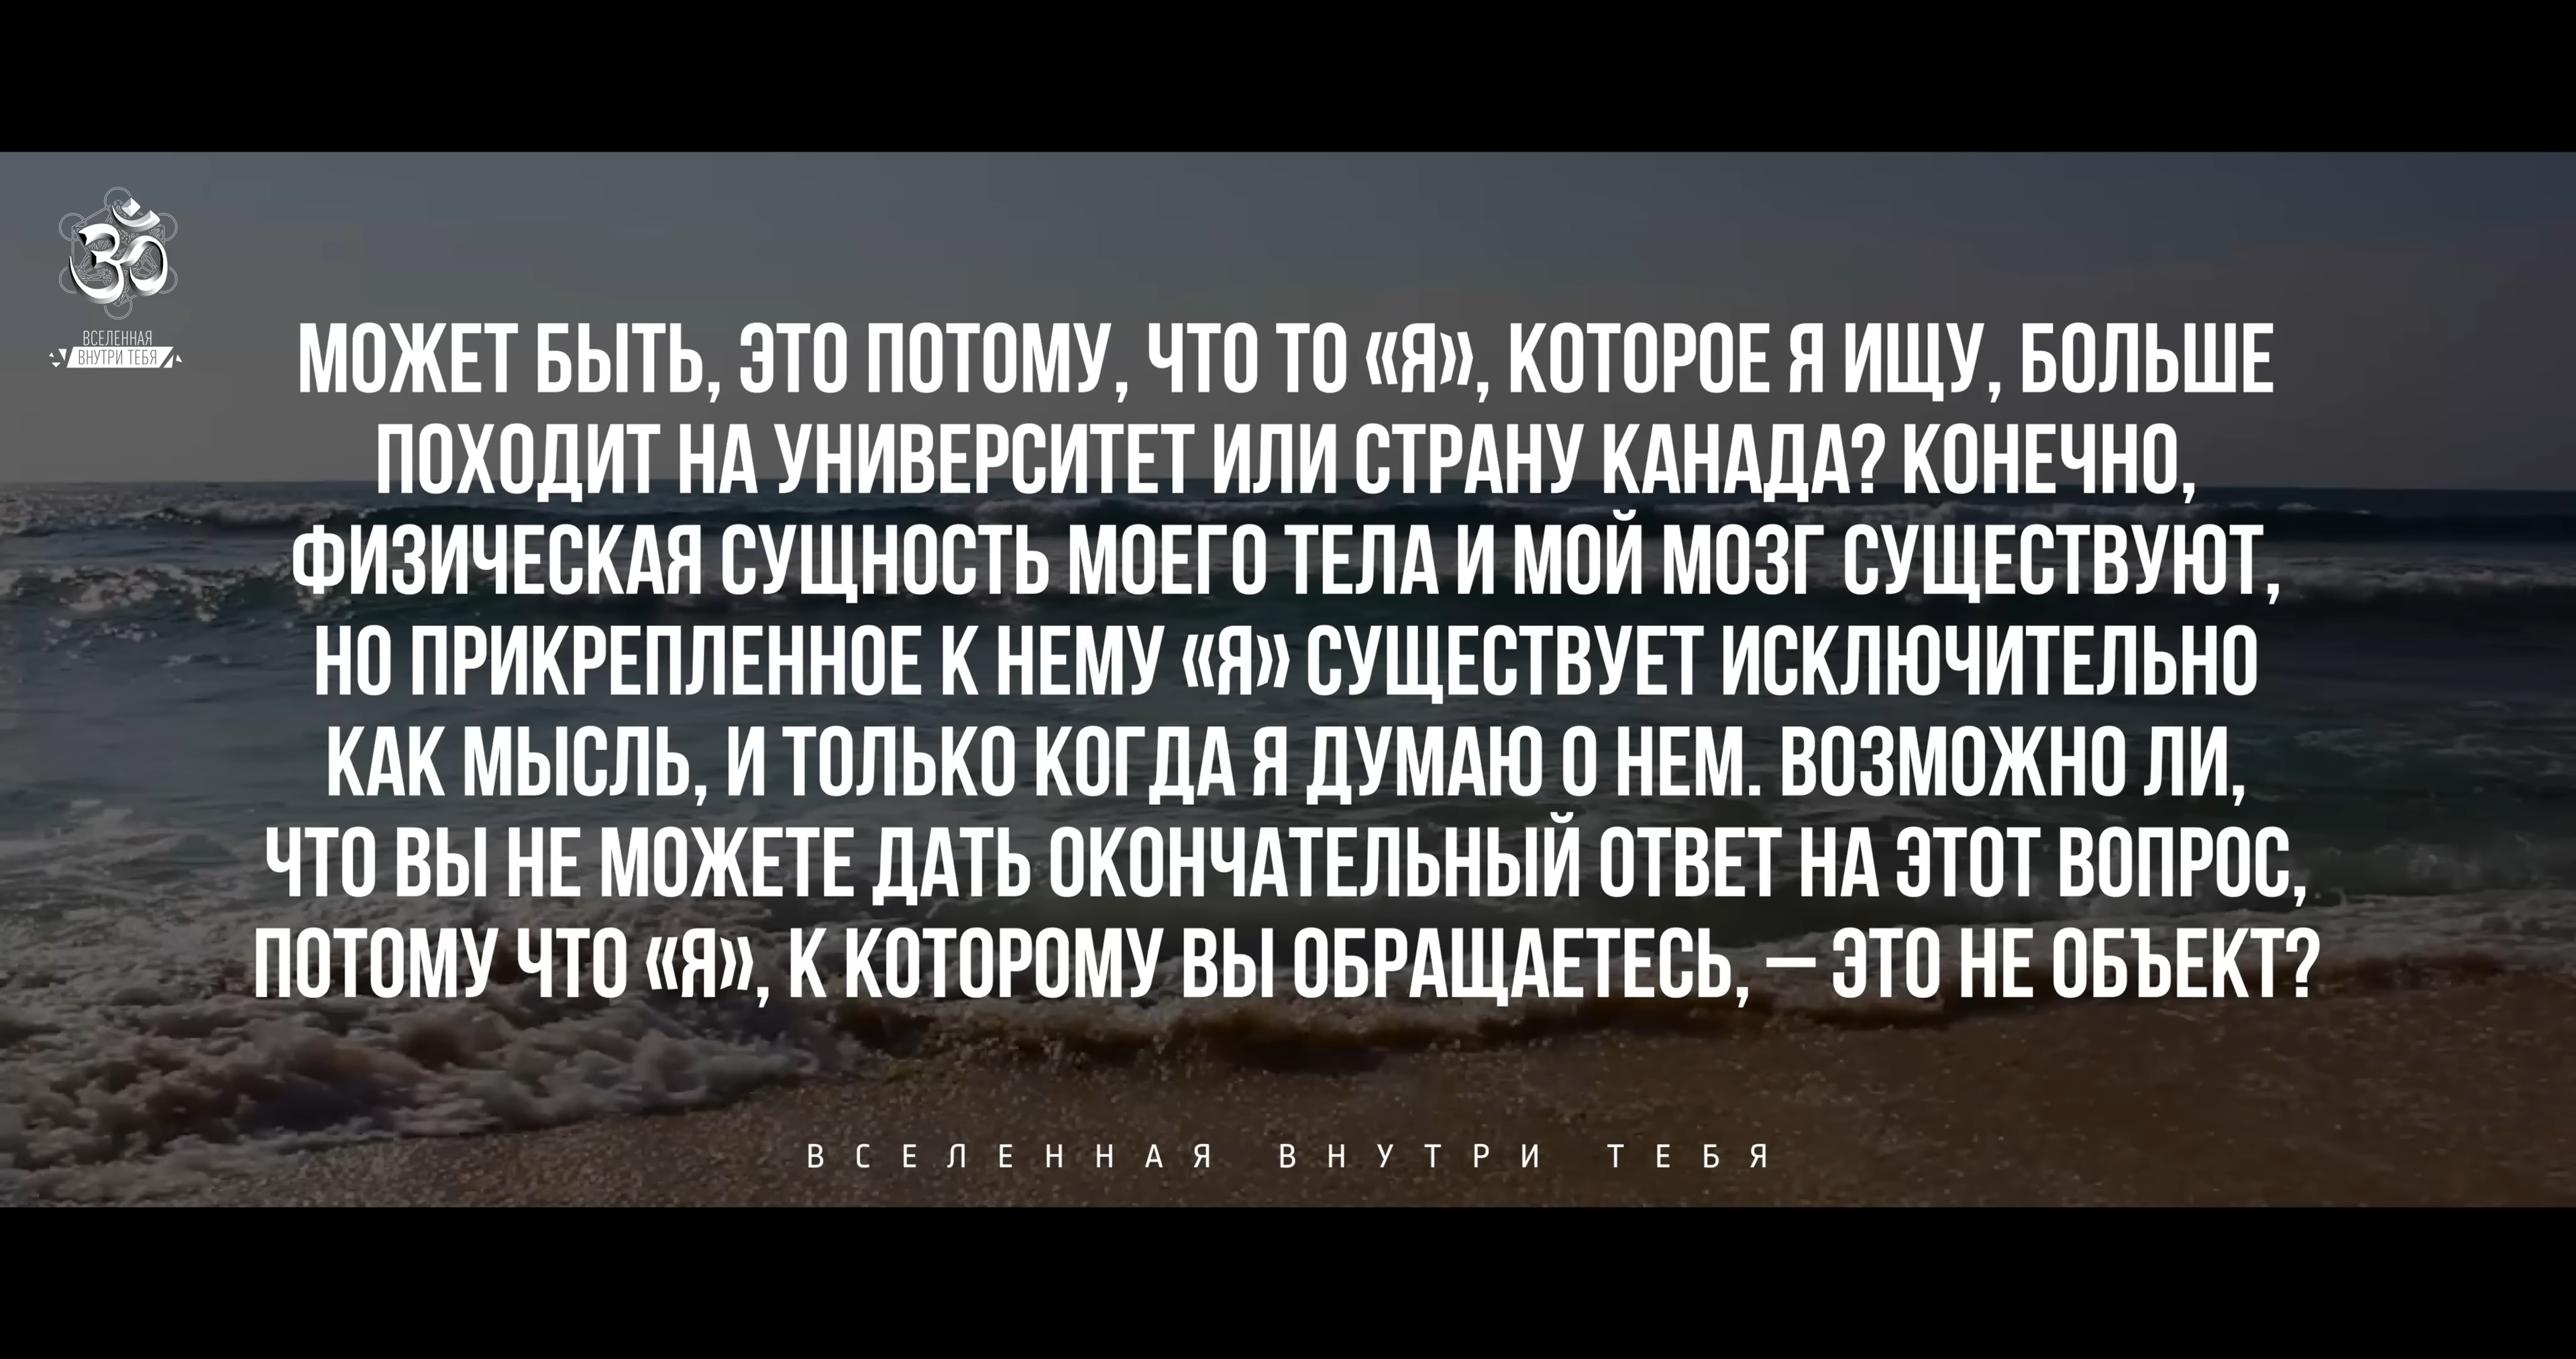 ВСЕЛЕННАЯ
ВНУТРИ ТЕБЯ
МОЖЕТ БЫТЬ, ЭТО ПОТОМУ, ЧТО ТО «Я», КОТОРОЕ Я ИЩУ, БОЛЬШЕ
ПОХОДИТ НА УНИВЕРСИТЕТ ИЛИ СТРАНУ КАНАДА? КОНЕЧНО,
ФИЗИЧЕСКАЯ СУЩНОСТЬ МОЕГО ТЕЛА И МОЙ МОЗГ СУЩЕСТВУЮТ,
НО ПРИКРЕПЛЕННОЕ К НЕМУ «Я» СУЩЕСТВУЕТ ИСКЛЮЧИТЕЛЬНО
КАК МЫСЛЬ, И ТОЛЬКО КОГДА Я ДУМАЮ О НЕМ. ВОЗМОЖНО ЛИ,
ЧТО ВЫ НЕ МОЖЕТЕ ДАТЬ ОКОНЧАТЕЛЬНЫЙ ОТВЕТ НА ЭТОТ ВОПРОС,
ПОТОМУ ЧТО «Я», К КОТОРОМУ ВЫ ОБРАЩАЕТЕСЬ, — ЭТО НЕ ОБЪЕКТ?
ВСЕЛЕННАЯ ВНУТРИ ТЕБЯ